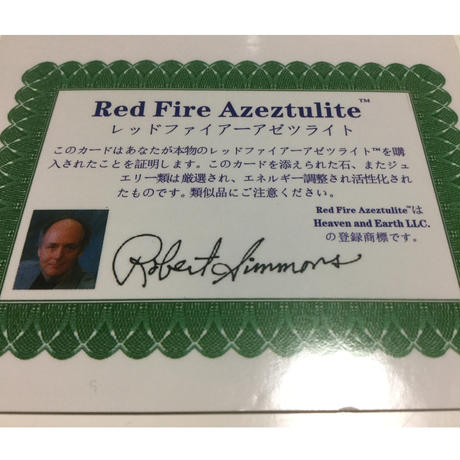 Red Fire Azeztulite™
レッドファイアーアゼツライト
このカードはあなたが本物のレッドファイアーアゼツライト™を購
入されたことを証明します。このカードを添えられた石、またジュ
エリー類は厳選され、エネルギー調整され活性化され
たものです。類似品にご注意ください。
Red Fire Azeztulite™は
Heaven and Earth LLC.
の登録商標です。
Robert Simmons